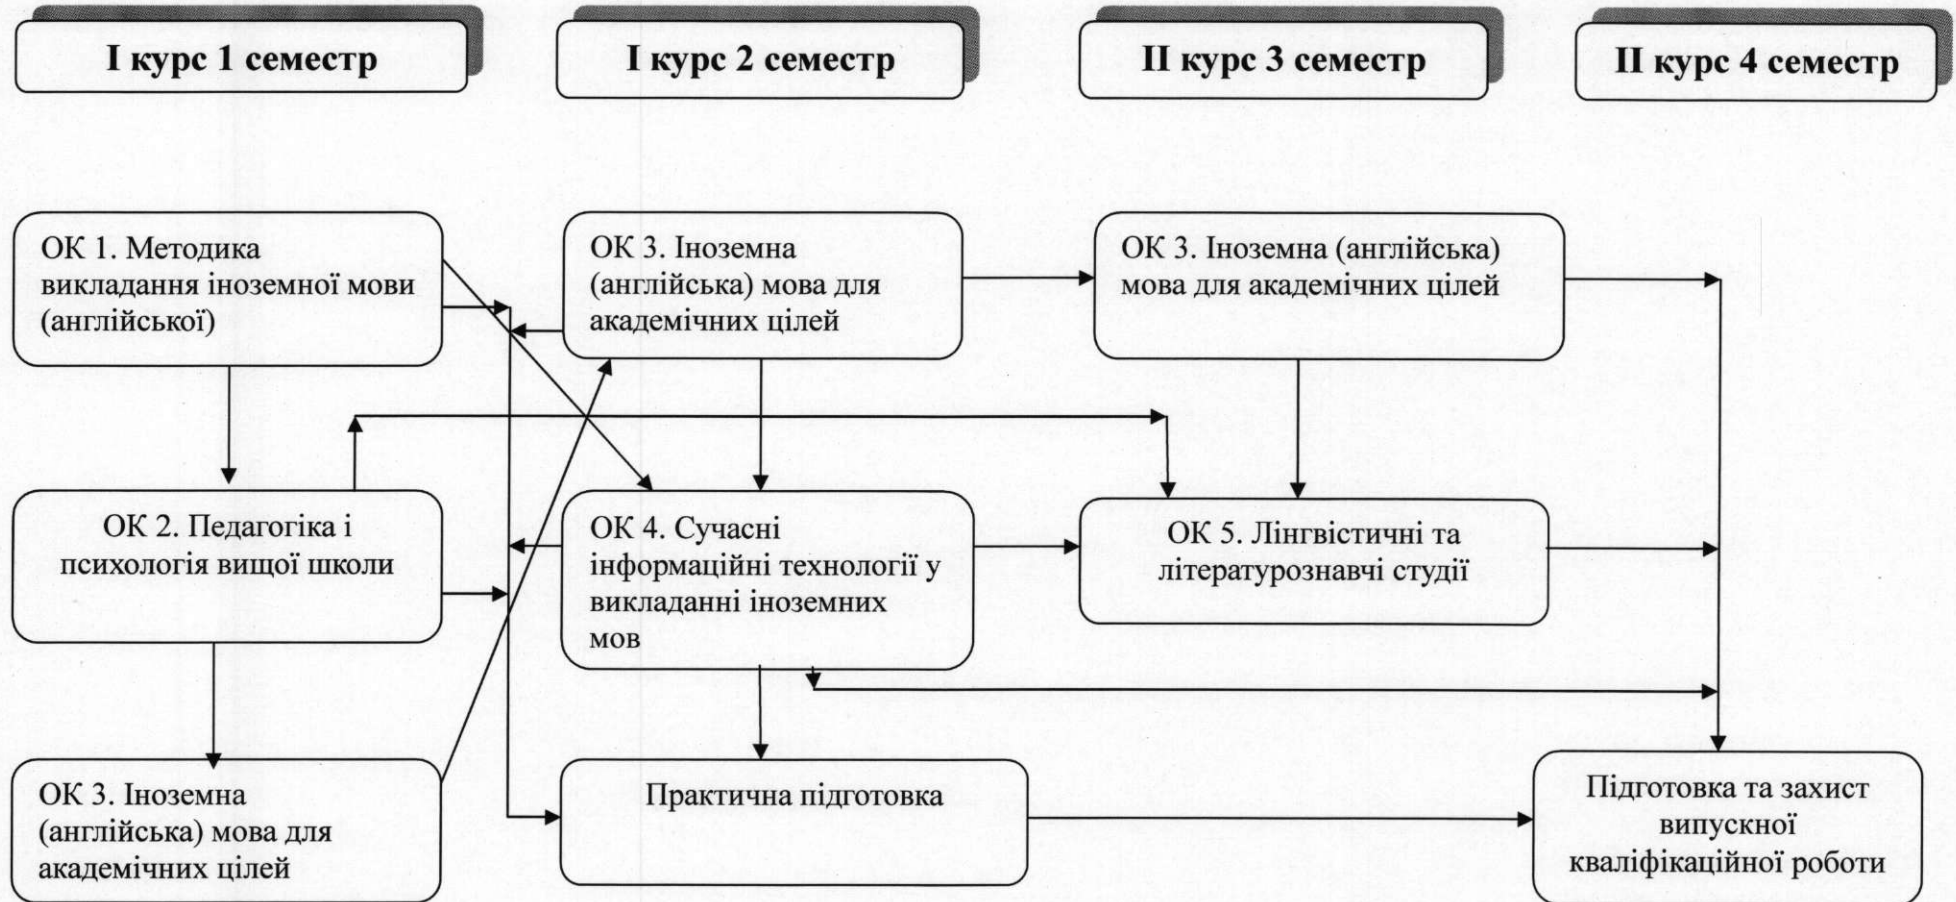 І курс 1 семестр
І курс 2 семестр
ІІ курс 3 семестр
ІІ курс 4 семестр
ОК 1. Методика
викладання іноземної мови
(англійської)
ОК 3. Іноземна
(англійська) мова для
академічних цілей
ОК 3. Іноземна (англійська)
мова для академічних цілей
ОК 2. Педагогіка і
психологія вищої школи
ОК 4. Сучасні
інформаційні технології у
викладанні іноземних
мов
ОК 5. Лінгвістичні та
літературознавчі студії
ОК 3. Іноземна
(англійська) мова для
академічних цілей
Практична підготовка
Підготовка та захист
випускної
кваліфікаційної роботи